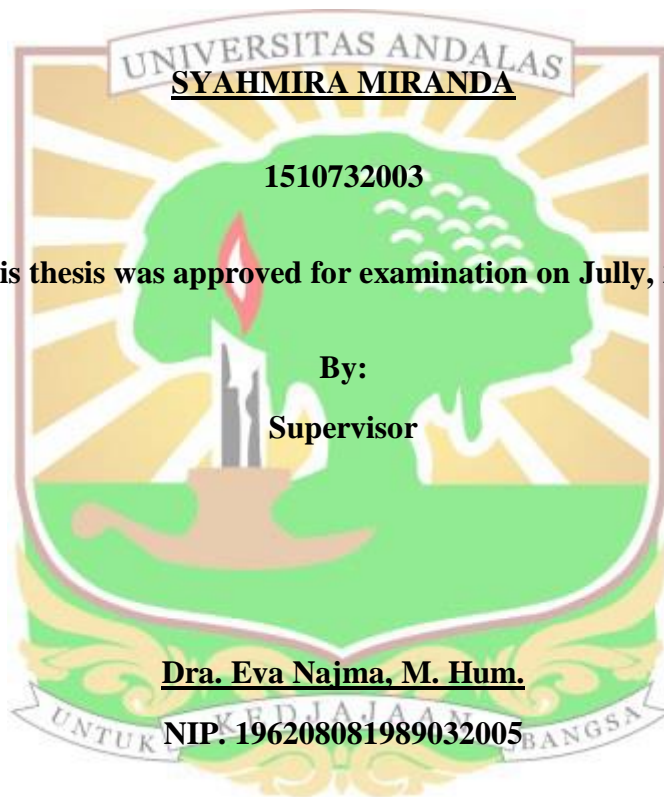 UNIVERSITAS ANDALAS
SYAHMIRA MIRANDA
1510732003
is thesis was approved for examination on Jully,
By:
Supervisor
Dra. Eva Najma, M. Hum.
UNTUK KEDJAJAAN BANGSA
NIP. 196208081989032005